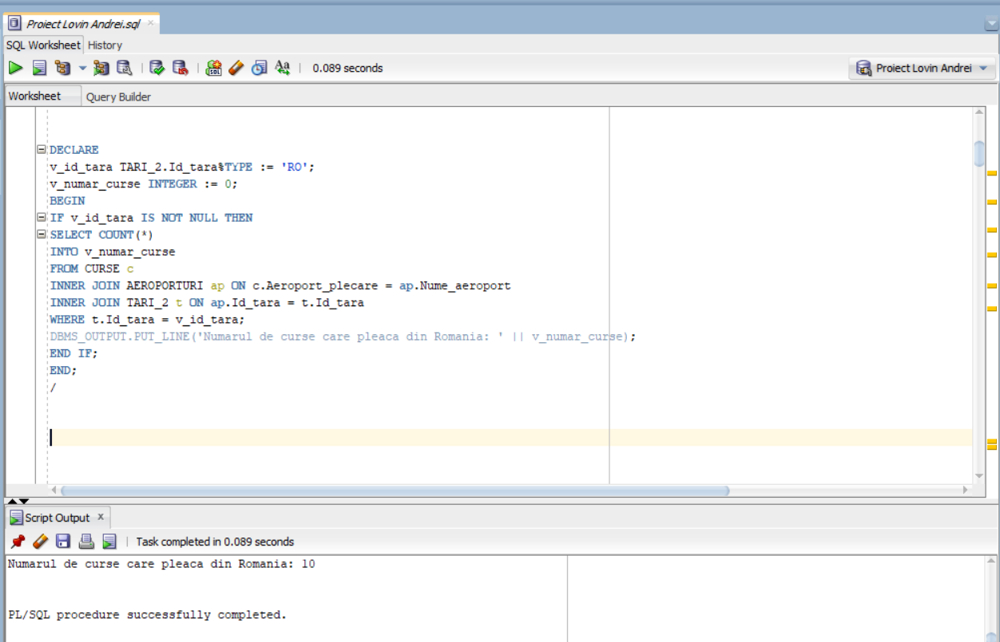 Proiect Lovin Andrei.sql
SQL Worksheet History
0.089 seconds
Proiect Lovin Andrei
Worksheet Query Builder
DECLARE
v_id_tara TARI_2.Id_tara%TYPE := 'RO';
v_numar_curse INTEGER := 0;
BEGIN
IF v_id_tara IS NOT NULL THEN
SELECT COUNT(*)
INTO v_numar_curse
FROM CURSE c
INNER JOIN AEROPORTURI ap ON c.Aeroport_plecare = ap.Nume_aeroport
INNER JOIN TARI_2 t ON ap.Id_tara = t.Id_tara
WHERE t.Id_tara = v_id_tara;
DBMS_OUTPUT.PUT_LINE('Numarul de curse care pleaca din Romania: ' || v_numar_curse);
END IF;
END;
/
Script Output x
Task completed in 0.089 seconds
Numarul de curse care pleaca din Romania: 10
PL/SQL procedure successfully completed.